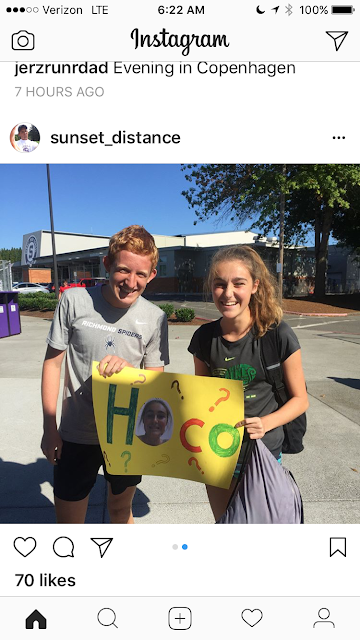 Verizon LTE 6:22 AM 100%
Instagram
jerzrunrdad Evening in Copenhagen
7 HOURS AGO
sunset_distance
RICHMOND SPIDERS
? ? ?
H CO
? ? ?
70 likes